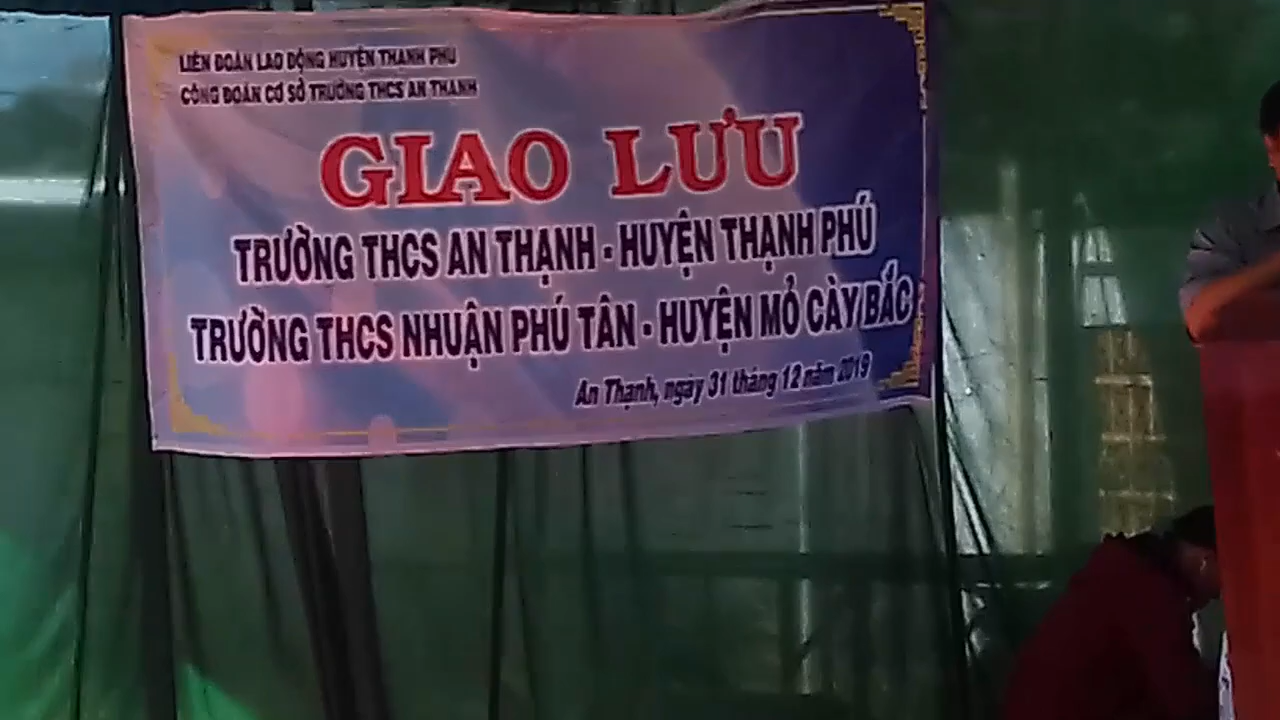 LIÊN ĐOÀN LAO ĐỘNG HUYỆN THẠNH PHÚ
CÔNG ĐOÀN CƠ SỞ TRƯỜNG THCS AN THẠNH
GIAO LƯU
TRƯỜNG THCS AN THẠNH - HUYỆN THẠNH PHÚ
TRƯỜNG THCS NHUẬN PHÚ TÂN - HUYỆN MỎ CÀY BẮC
An Thạnh, ngày 31 tháng 12 năm 2019